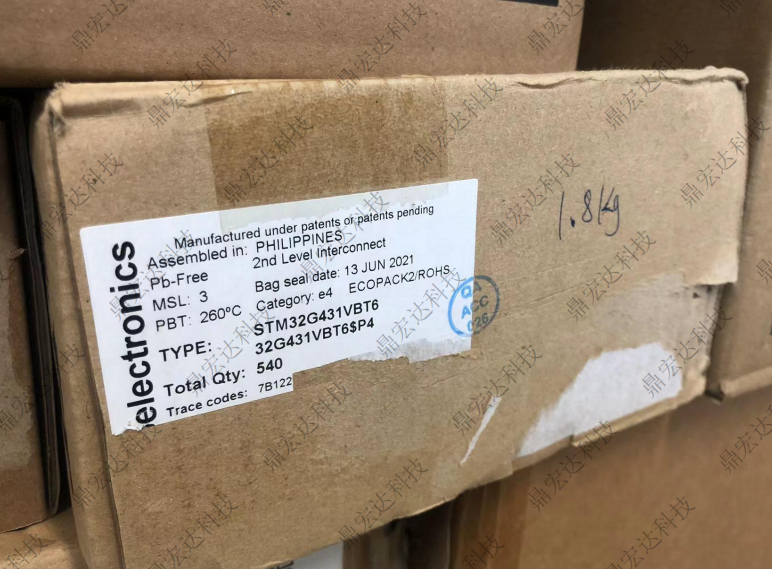 electronics
Manufactured under patents or patents pending
Assembled in: PHILIPPINES
Pb-Free 2nd Level Interconnect
MSL: 3 Bag seal date: 13 JUN 2021
PBT: 260°C Category: e4 ECOPACK2/ROHS
TYPE: STM32G431VBT6
32G431VBT6$P4
Total Qty: 540
Trace codes: 7B122
QA
ACC
026
1.8kg
鼎宏达科技